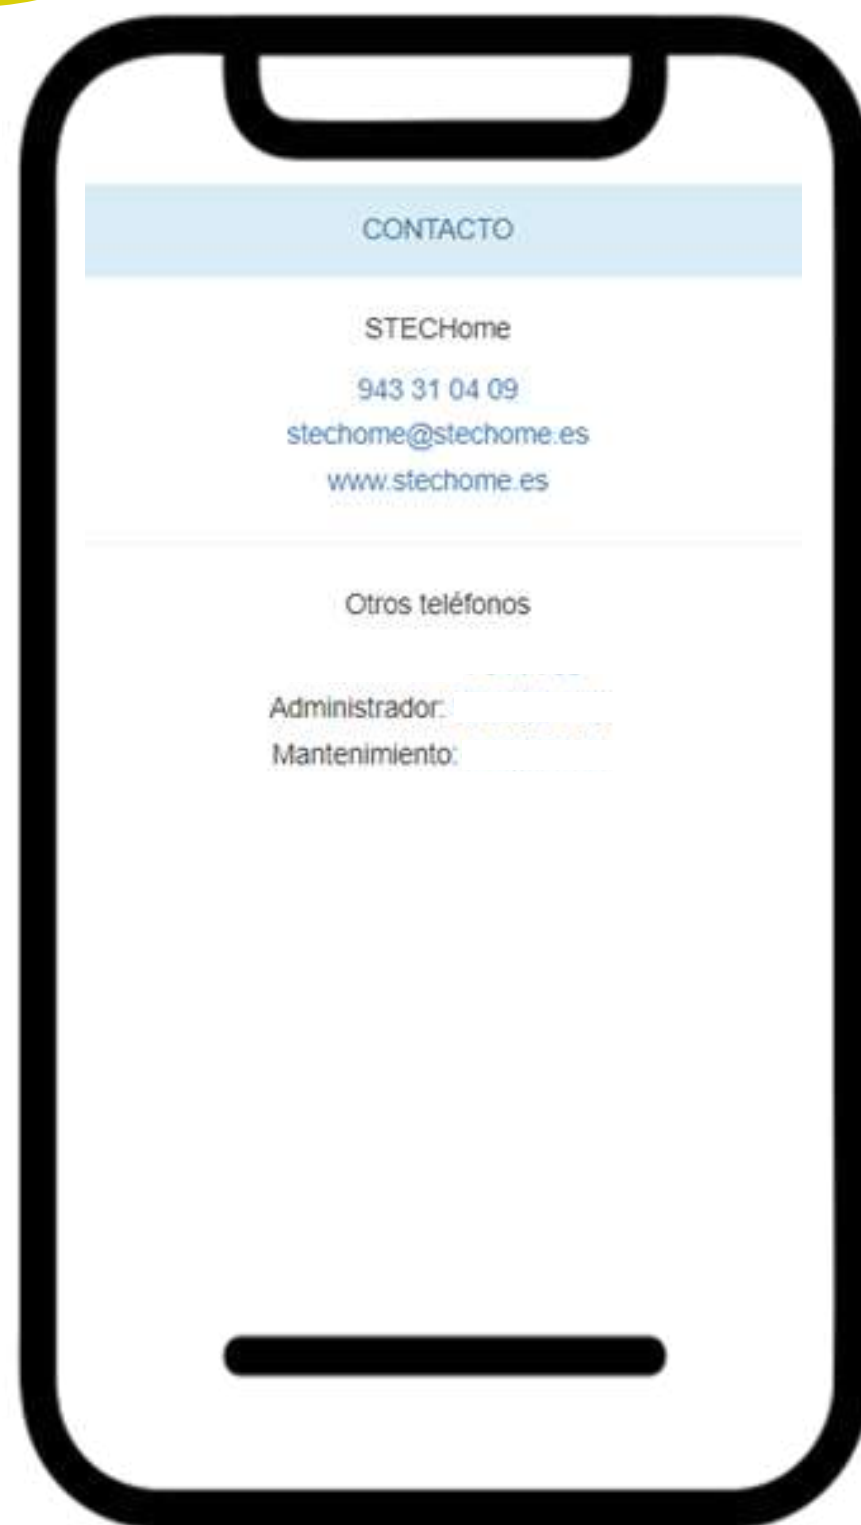 CONTACTO
STECHome
943 31 04 09
stechome@stechome.es
www.stechome.es
Otros teléfonos
Administrador:
Mantenimiento: